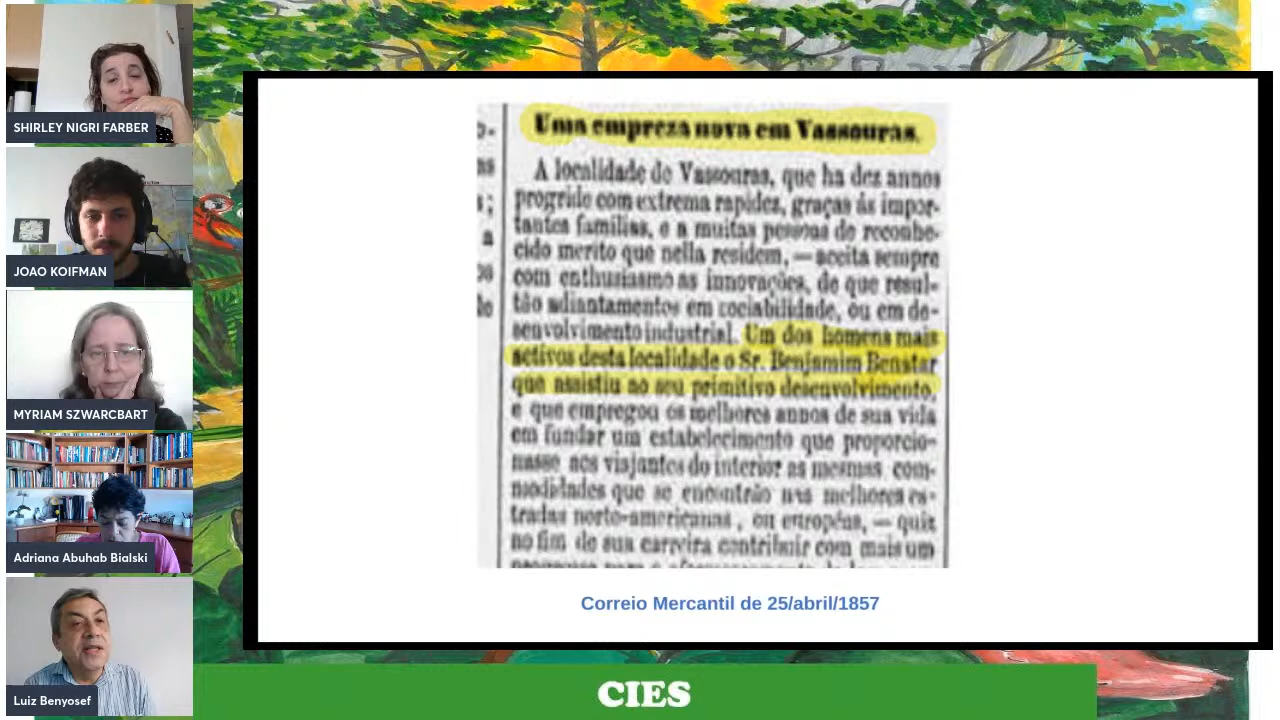 SHIRLEY NIGRI FARBER
JOAO KOIFMAN
MYRIAM SZWARCBART
Adriana Abuhab Bialski
Luiz Benyosef
Uma empreza nova em Vassouras.
A localidade de Vassouras, que ha dez annos
progride com extrema rapidez, graças ás impor-
tantes familias, e a muitas pessoas de reconhe-
cido merito que nella residem, — aceita sempre
com enthusiasmo as innovações, de que resul-
tão adiantamentos em sociabilidade, ou em de-
senvolvimento industrial. Um dos homens mais
activos desta localidade o Sr. Benjamim Benatar
que assistiu ao seu primitivo desenvolvimento,
e que empregou os melhores annos de sua vida
em fundar um estabelecimento que proporcio-
nasse aos viajantes do interior as mesmas com-
modidades que se encontrão nas melhores es-
tradas norte-americanas, ou européas, — quiz
no fim de sua carreira contribuir com mais um
Correio Mercantil de 25/abril/1857
CIES